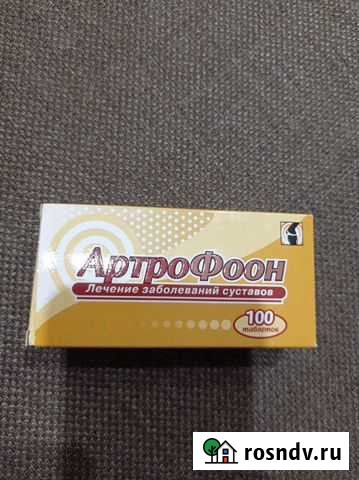 АртроФоон
Лечение заболеваний суставов
100
таблеток
rosndv.ru